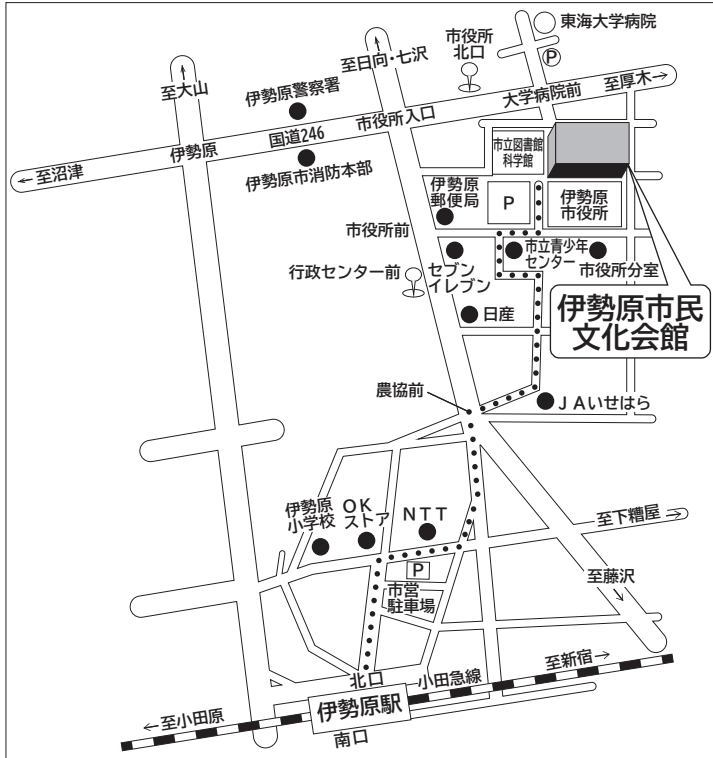 東海大学病院
P
市役所
北口
至日向・七沢
至大山
伊勢原警察署
大学病院前
至厚木
市役所入口
国道246
伊勢原
至沼津
伊勢原市消防本部
市立図書館
科学館
伊勢原
郵便局
P
伊勢原
市役所
市役所前
市立青少年
センター
市役所分室
行政センター前
セブン
イレブン
伊勢原市民
文化会館
日産
農協前
JAいせはら
伊勢原
小学校
OK
ストア
NTT
至下糟屋
P
市営
駐車場
至藤沢
北口
小田急線
至新宿
伊勢原駅
至小田原
南口